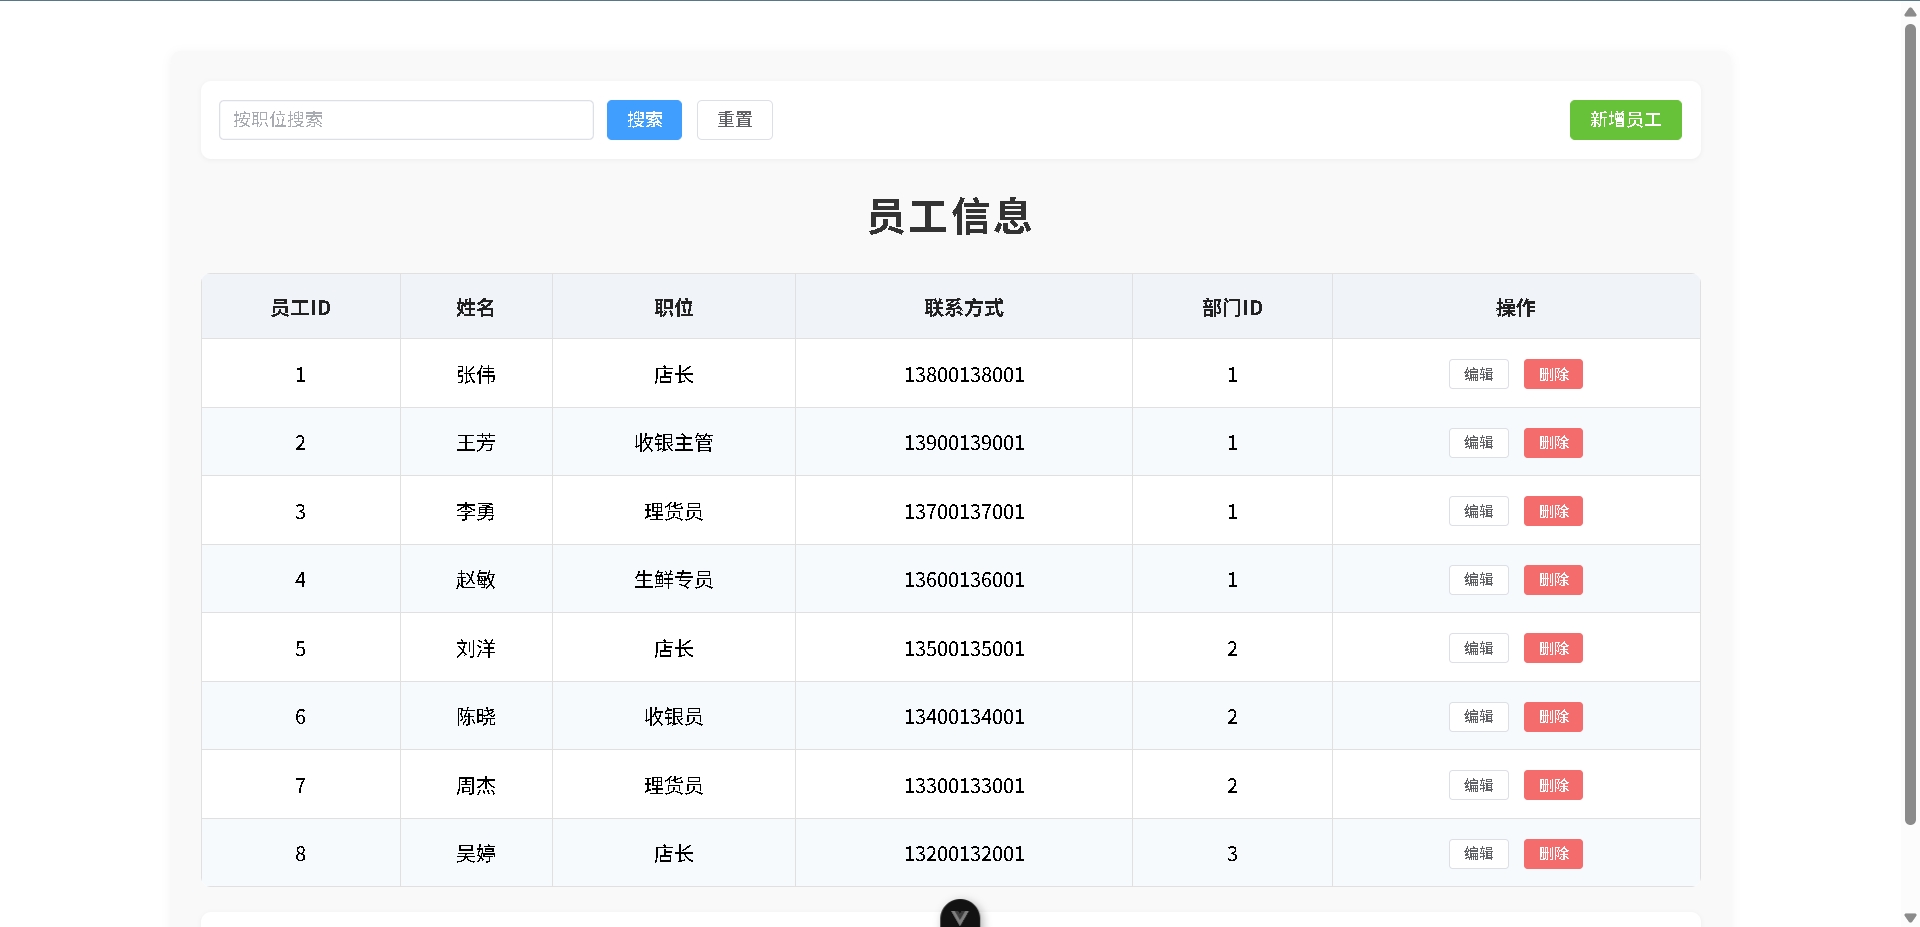 按职位搜索 搜索 重置 新增员工
员工信息
员工ID 姓名 职位 联系方式 部门ID 操作
1 张伟 店长 13800138001 1 编辑 删除
2 王芳 收银主管 13900139001 1 编辑 删除
3 李勇 理货员 13700137001 1 编辑 删除
4 赵敏 生鲜专员 13600136001 1 编辑 删除
5 刘洋 店长 13500135001 2 编辑 删除
6 陈晓 收银员 13400134001 2 编辑 删除
7 周杰 理货员 13300133001 2 编辑 删除
8 吴婷 店长 13200132001 3 编辑 删除